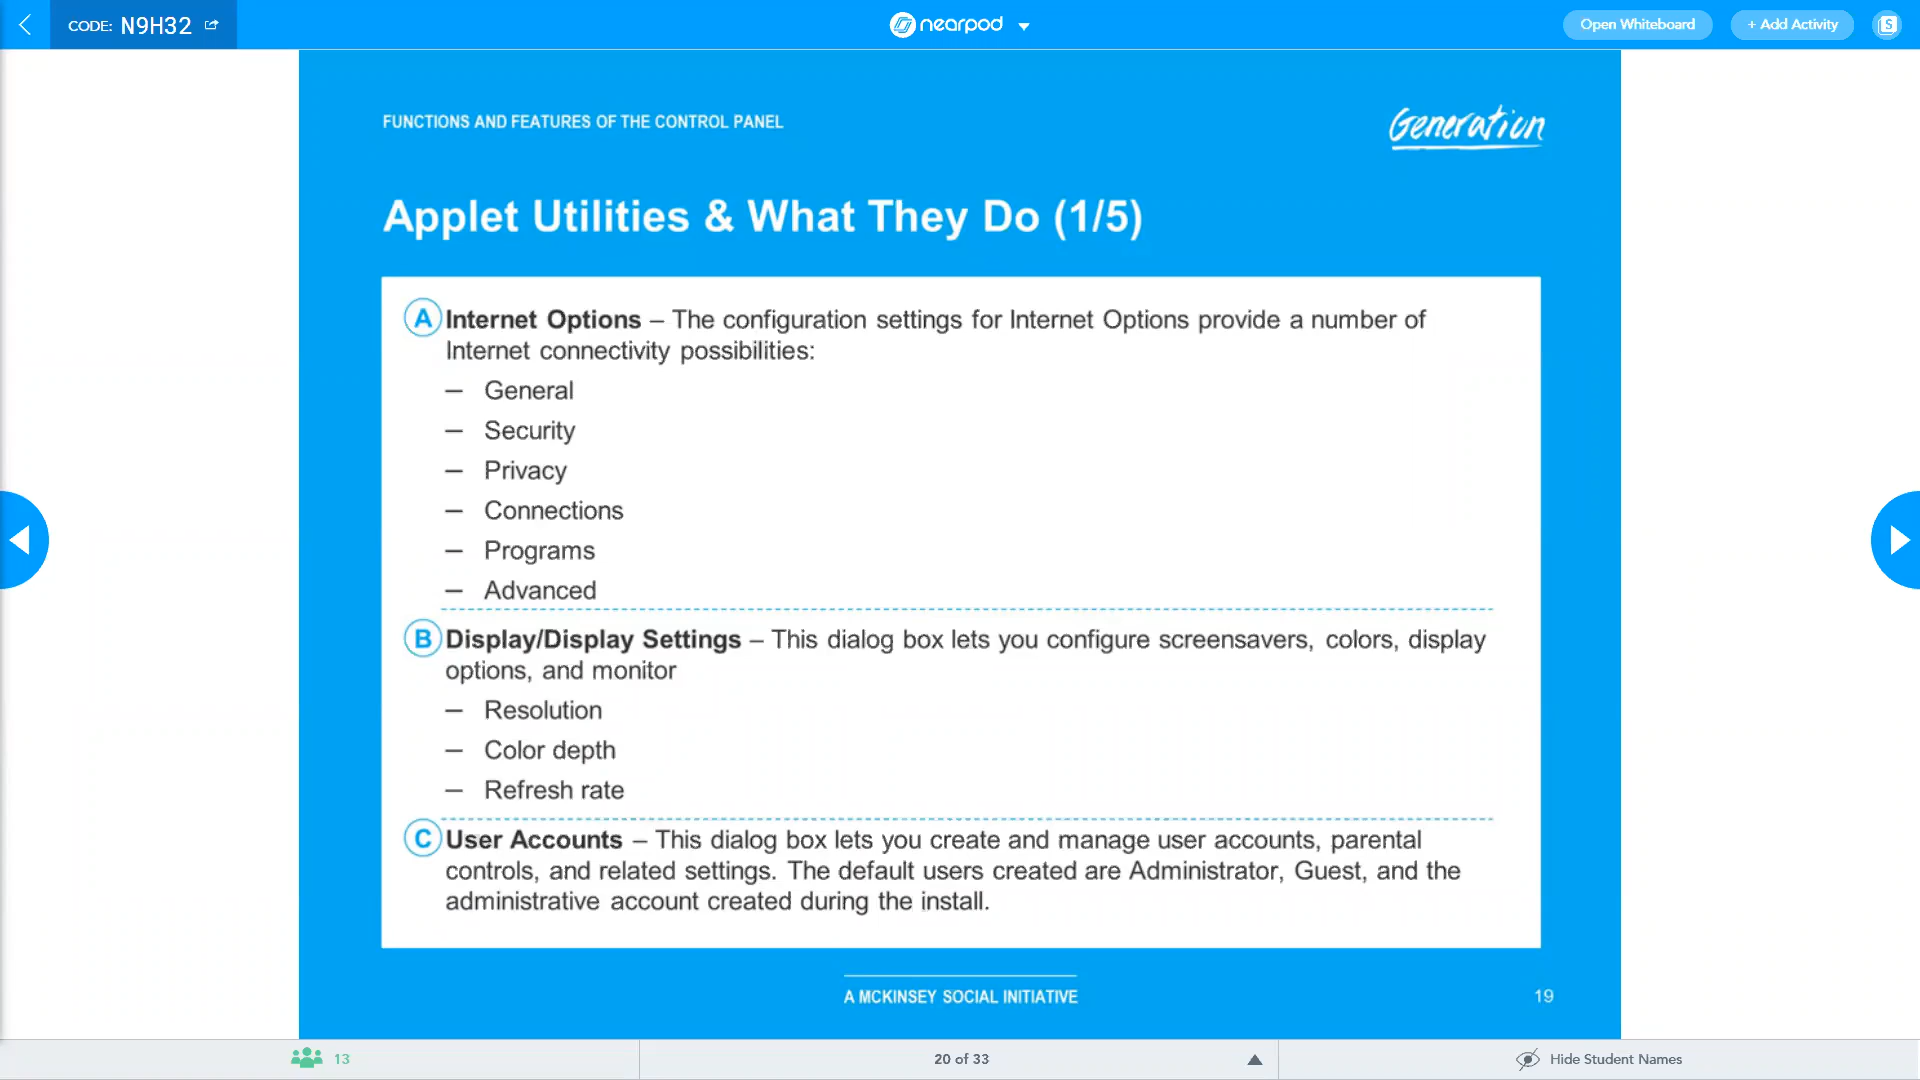 CODE: N9H32
nearpod
Open Whiteboard
+ Add Activity
S
FUNCTIONS AND FEATURES OF THE CONTROL PANEL
Generation
Applet Utilities & What They Do (1/5)
A Internet Options – The configuration settings for Internet Options provide a number of
Internet connectivity possibilities:
– General
– Security
– Privacy
– Connections
– Programs
– Advanced
B Display/Display Settings – This dialog box lets you configure screensavers, colors, display
options, and monitor
– Resolution
– Color depth
– Refresh rate
C User Accounts – This dialog box lets you create and manage user accounts, parental
controls, and related settings. The default users created are Administrator, Guest, and the
administrative account created during the install.
A MCKINSEY SOCIAL INITIATIVE
19
13
20 of 33
Hide Student Names